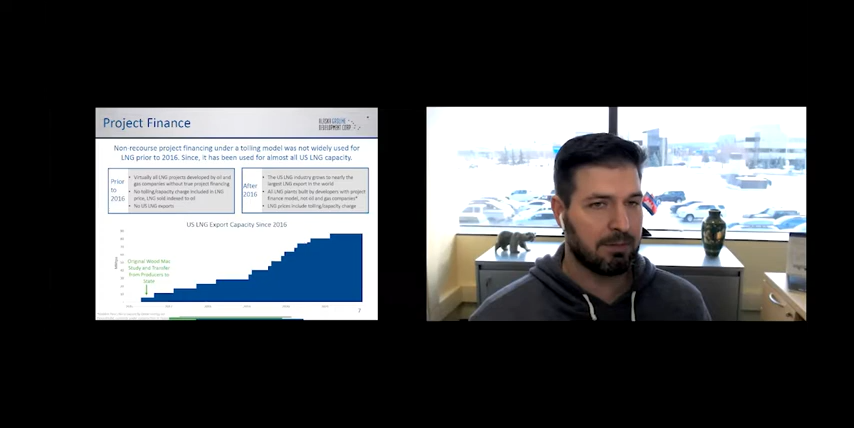 Project Finance
ALASKA GASLINE
DEVELOPMENT CORP.
Non-recourse project financing under a tolling model was not widely used for
LNG prior to 2016. Since, it has been used for almost all US LNG capacity.
Prior
to
2016
• Virtually all LNG projects developed by oil and
gas companies without true project financing
• No tolling/capacity charge included in LNG
price, LNG sold indexed to oil
• No US LNG exports
After
2016
• The US LNG industry grows to nearly the
largest LNG export in the world
• All LNG plants built by developers with project
finance model, not oil and gas companies*
• LNG prices include tolling/capacity charge
US LNG Export Capacity Since 2016
Original Wood Mac
Study and Transfer
from Producers to
State
7